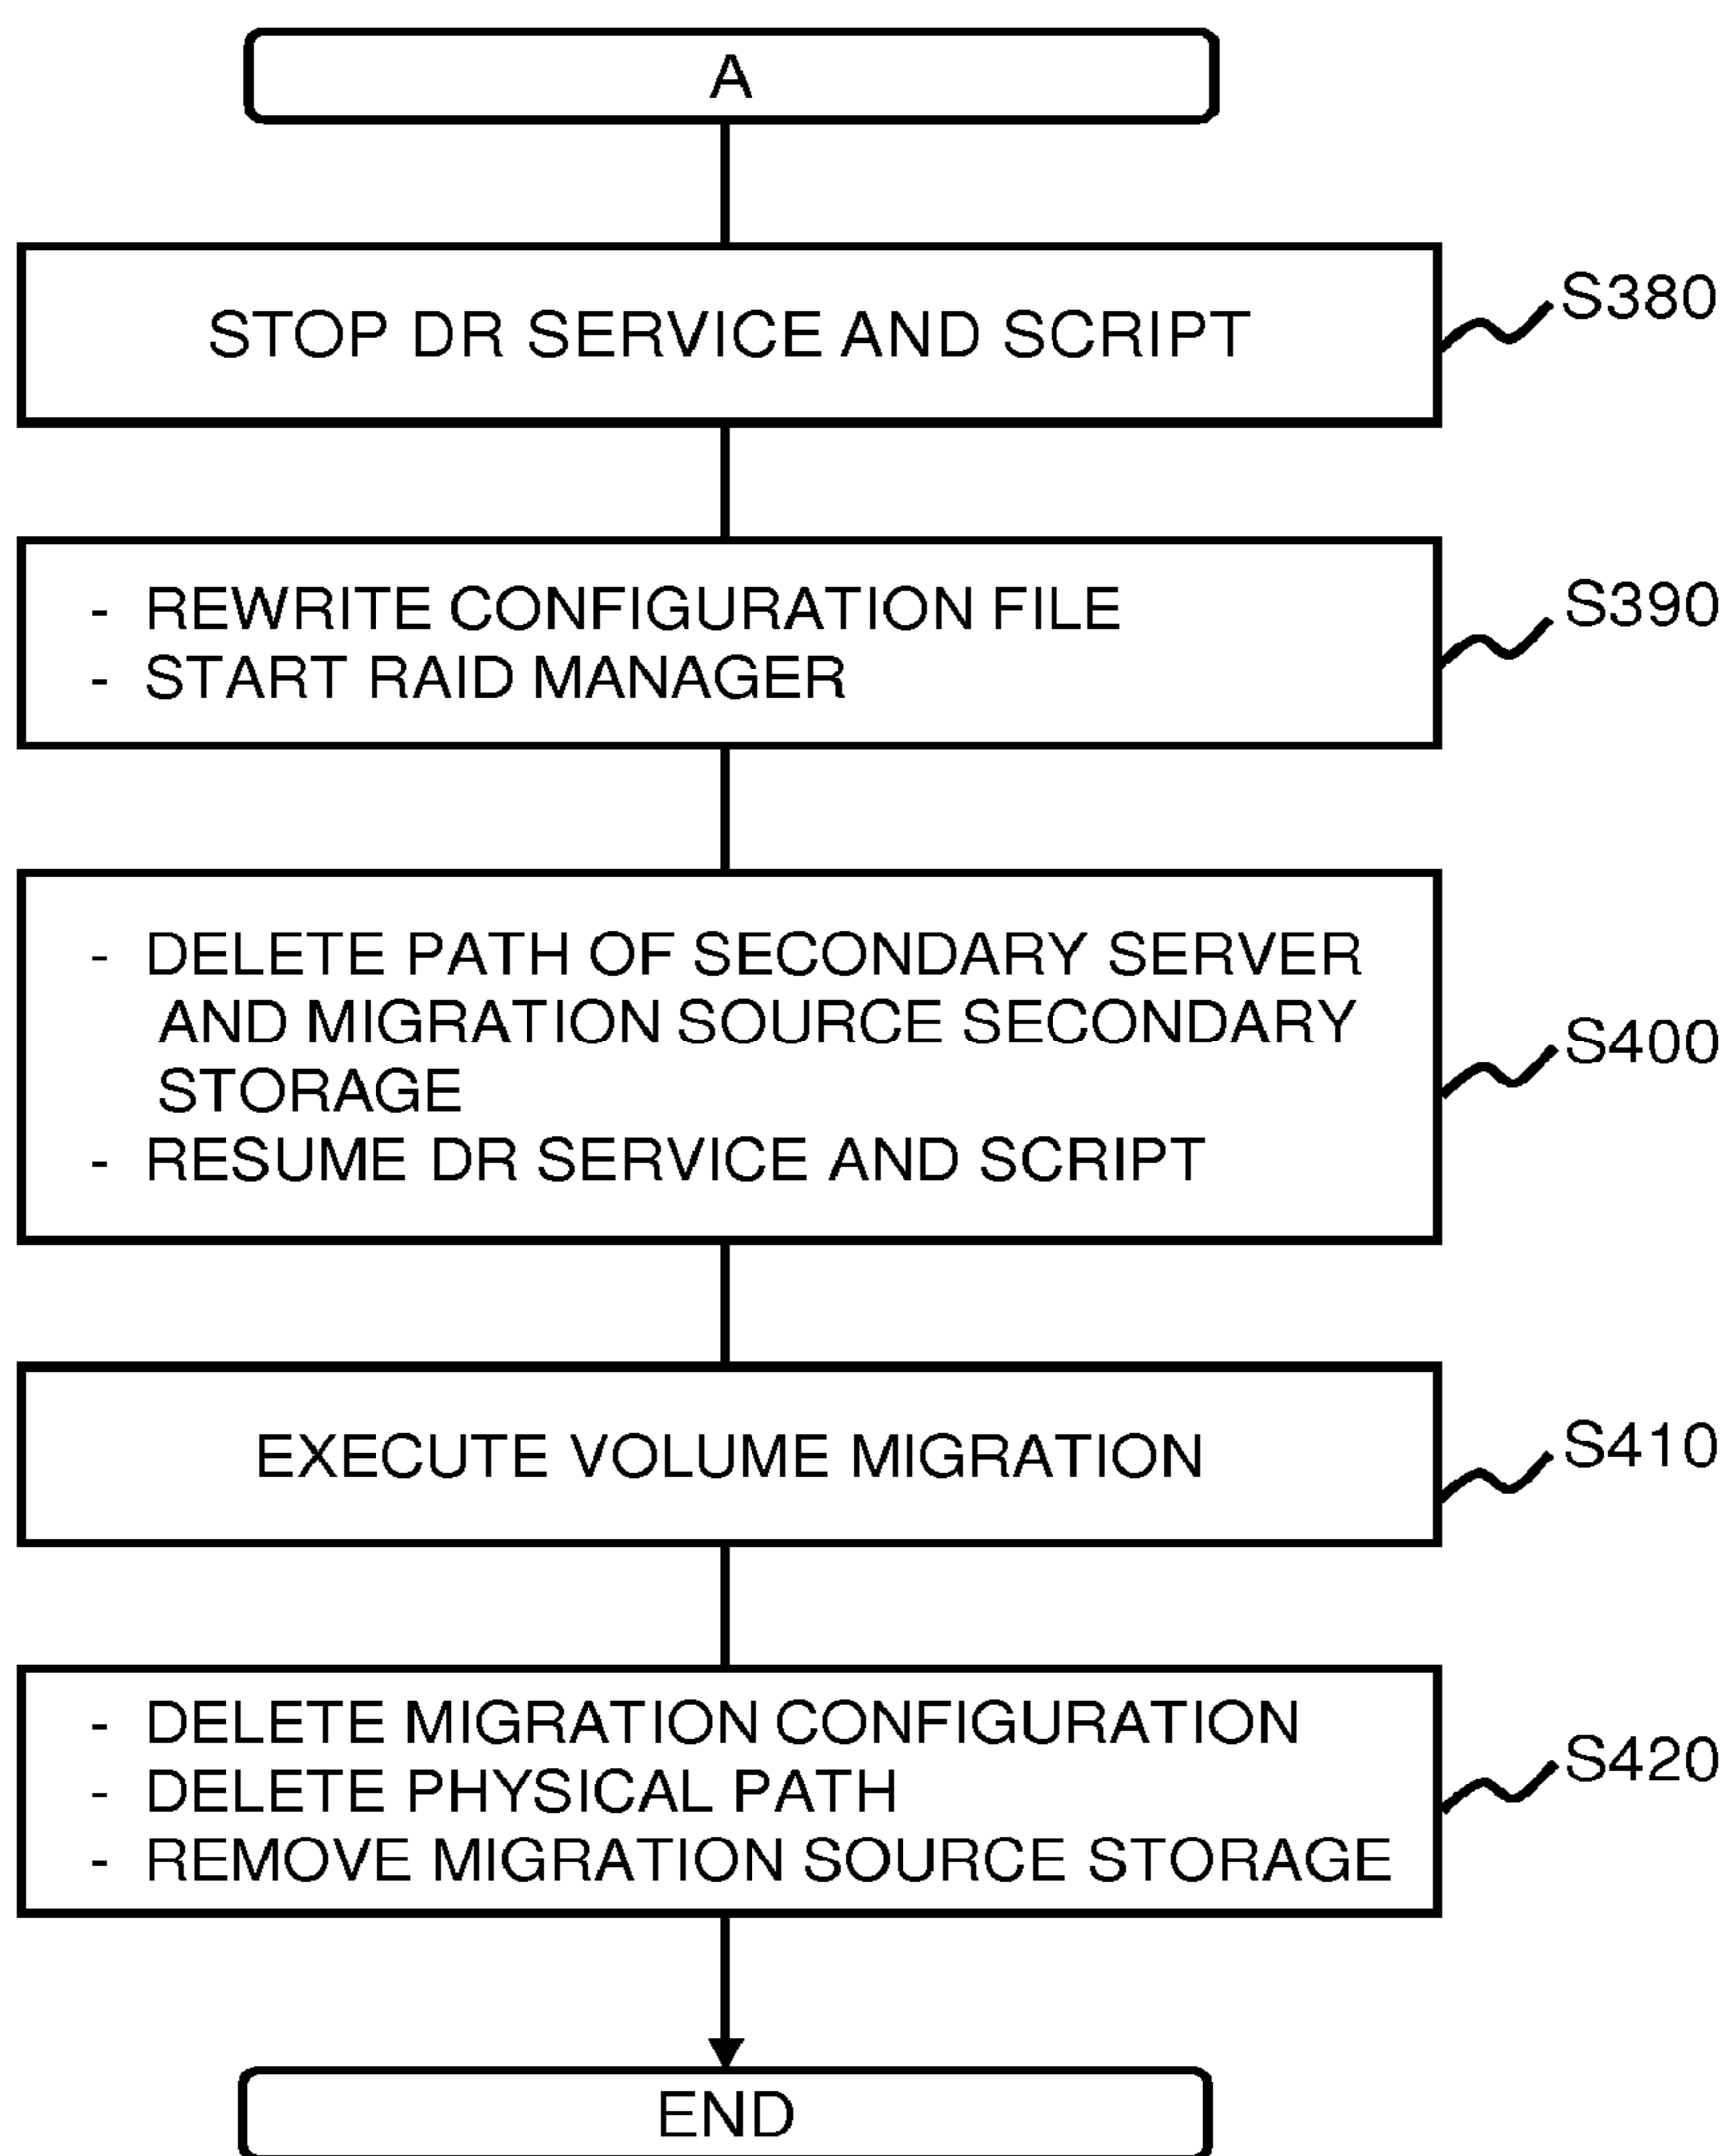 A
STOP DR SERVICE AND SCRIPT
S380
- REWRITE CONFIGURATION FILE
- START RAID MANAGER
S390
- DELETE PATH OF SECONDARY SERVER
AND MIGRATION SOURCE SECONDARY
STORAGE
- RESUME DR SERVICE AND SCRIPT
S400
EXECUTE VOLUME MIGRATION
S410
- DELETE MIGRATION CONFIGURATION
- DELETE PHYSICAL PATH
- REMOVE MIGRATION SOURCE STORAGE
S420
END